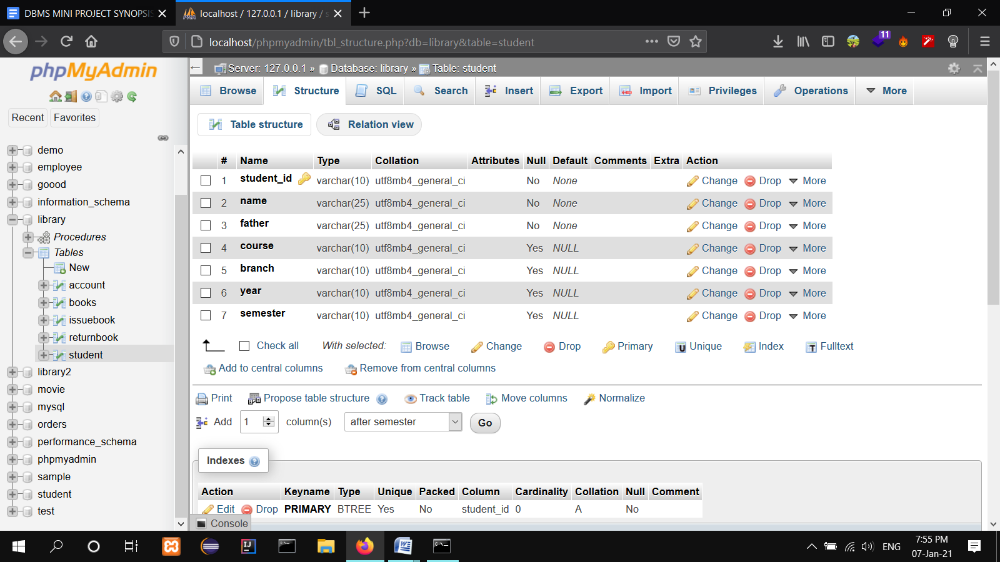 DBMS MINI PROJECT SYNOPSIS
localhost / 127.0.0.1 / library / s
localhost/phpmyadmin/tbl_structure.php?db=library&table=student
11
phpMyAdmin
Recent
Favorites
demo
employee
goood
information_schema
library
Procedures
Tables
New
account
books
issuebook
returnbook
student
library2
movie
mysql
orders
performance_schema
phpmyadmin
sample
student
test
Server: 127.0.0.1 » Database: library » Table: student
Browse Structure SQL Search Insert Export Import Privileges Operations More
Table structure Relation view
# Name Type Collation Attributes Null Default Comments Extra Action
1 student_id varchar(10) utf8mb4_general_ci No None Change Drop More
2 name varchar(25) utf8mb4_general_ci No None Change Drop More
3 father varchar(25) utf8mb4_general_ci No None Change Drop More
4 course varchar(10) utf8mb4_general_ci Yes NULL Change Drop More
5 branch varchar(10) utf8mb4_general_ci Yes NULL Change Drop More
6 year varchar(10) utf8mb4_general_ci Yes NULL Change Drop More
7 semester varchar(10) utf8mb4_general_ci Yes NULL Change Drop More
Check all With selected: Browse Change Drop Primary Unique Index Fulltext
Add to central columns Remove from central columns
Print Propose table structure Track table Move columns Normalize
Add 1 column(s) after semester Go
Indexes
Action Keyname Type Unique Packed Column Cardinality Collation Null Comment
Edit Drop PRIMARY BTREE Yes No student_id 0 A No
Console
ENG
7:55 PM
07-Jan-21